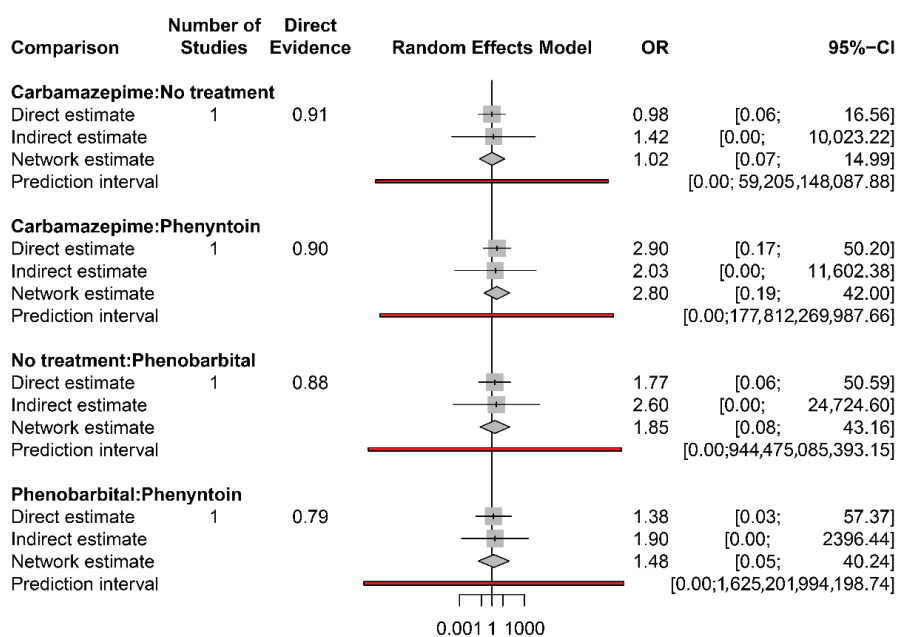 Number of Direct
Comparison Studies Evidence Random Effects Model OR 95%−CI
Carbamazepime:No treatment
Direct estimate 1 0.91 0.98 [0.06; 16.56]
Indirect estimate 1.42 [0.00; 10,023.22]
Network estimate 1.02 [0.07; 14.99]
Prediction interval [0.00; 59,205,148,087.88]
Carbamazepime:Phenyntoin
Direct estimate 1 0.90 2.90 [0.17; 50.20]
Indirect estimate 2.03 [0.00; 11,602.38]
Network estimate 2.80 [0.19; 42.00]
Prediction interval [0.00;177,812,269,987.66]
No treatment:Phenobarbital
Direct estimate 1 0.88 1.77 [0.06; 50.59]
Indirect estimate 2.60 [0.00; 24,724.60]
Network estimate 1.85 [0.08; 43.16]
Prediction interval [0.00;944,475,085,393.15]
Phenobarbital:Phenyntoin
Direct estimate 1 0.79 1.38 [0.03; 57.37]
Indirect estimate 1.90 [0.00; 2396.44]
Network estimate 1.48 [0.05; 40.24]
Prediction interval [0.00;1,625,201,994,198.74]
0.001 1 1000